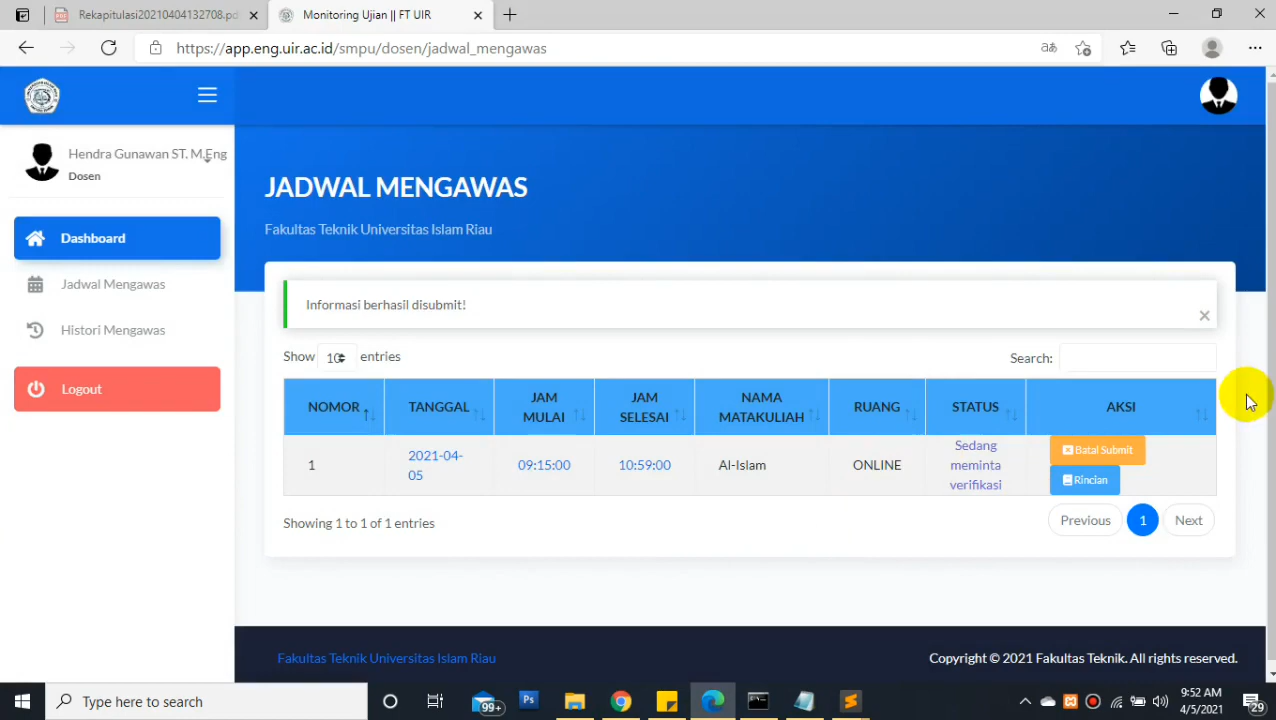 Rekapitulasi20210404132708.pd
Monitoring Ujian || FT UIR
https://app.eng.uir.ac.id/smpu/dosen/jadwal_mengawas
Hendra Gunawan ST. M.Eng
Dosen
Dashboard
Jadwal Mengawas
Histori Mengawas
Logout
JADWAL MENGAWAS
Fakultas Teknik Universitas Islam Riau
Informasi berhasil disubmit!
×
Show 10 entries
Search:
NOMOR TANGGAL JAM MULAI JAM SELESAI NAMA MATAKULIAH RUANG STATUS AKSI
1 2021-04-05 09:15:00 10:59:00 Al-Islam ONLINE Sedang meminta verifikasi Batal Submit
Rincian
Showing 1 to 1 of 1 entries
Previous 1 Next
Fakultas Teknik Universitas Islam Riau
Copyright © 2021 Fakultas Teknik. All rights reserved.
Type here to search
99+
Ps
9:52 AM
4/5/2021
29